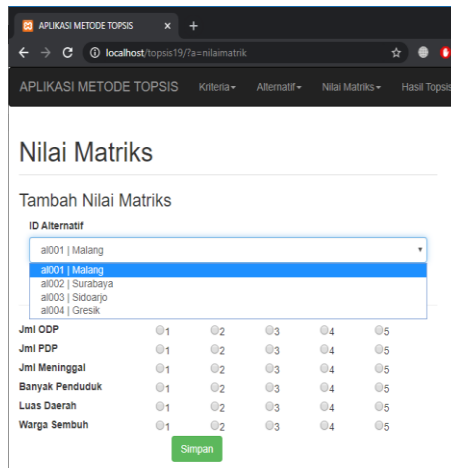 APLIKASI METODE TOPSIS × +
localhost/topsis19/?a=nilaimatrik
APLIKASI METODE TOPSIS Kriteria Alternatif Nilai Matriks Hasil Topsis
Nilai Matriks
Tambah Nilai Matriks
ID Alternatif
al001 | Malang
al001 | Malang
al002 | Surabaya
al003 | Sidoarjo
al004 | Gresik
Jml ODP 1 2 3 4 5
Jml PDP 1 2 3 4 5
Jml Meninggal 1 2 3 4 5
Banyak Penduduk 1 2 3 4 5
Luas Daerah 1 2 3 4 5
Warga Sembuh 1 2 3 4 5
Simpan